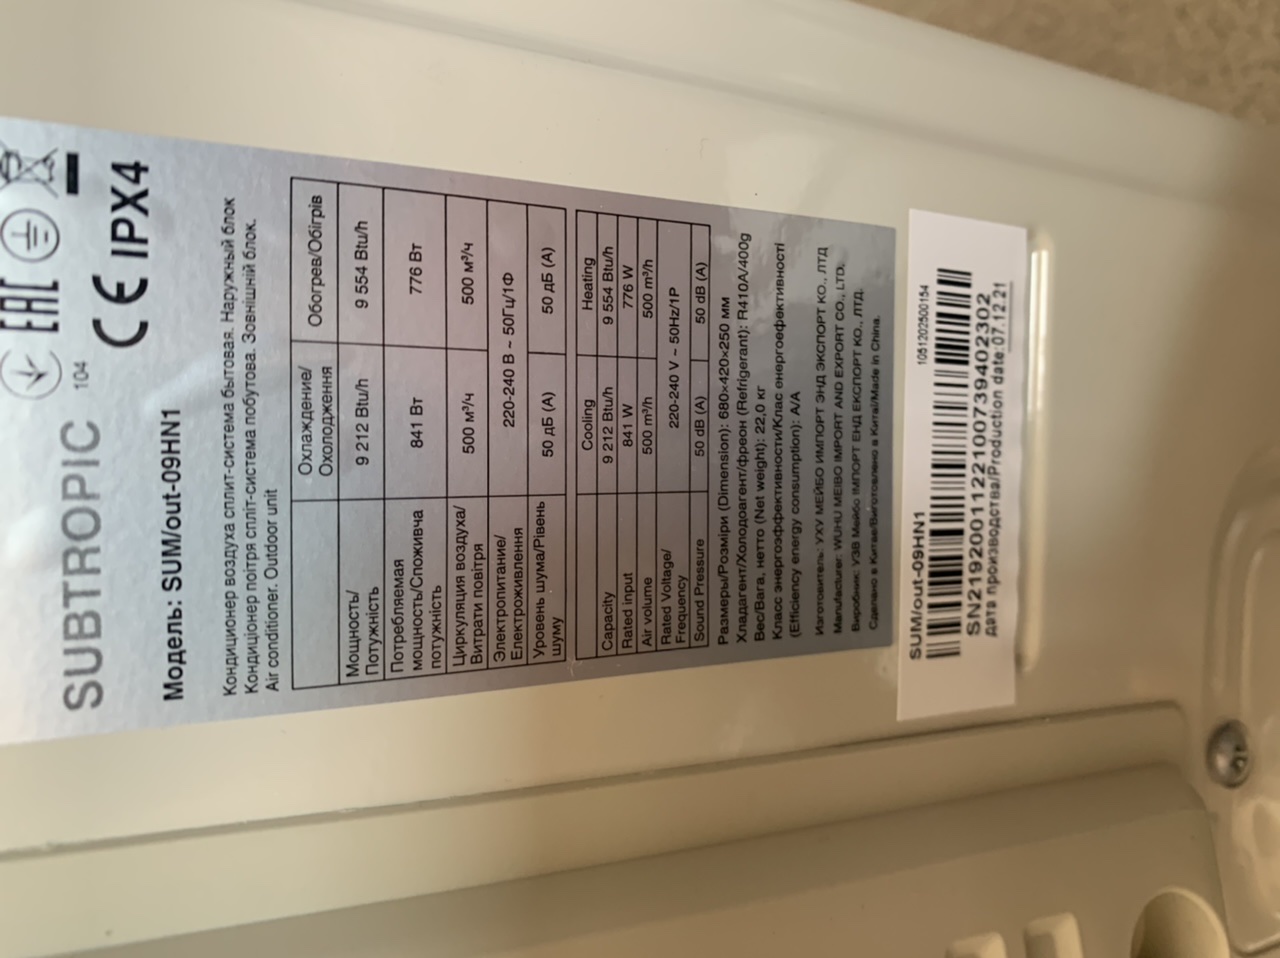 SUBTROPIC
104
EAC
CE IPX4
Модель: SUM/out-09HN1
Кондиционер воздуха сплит-система бытовая. Наружный блок
Кондиціонер повітря спліт-система побутова. Зовнішній блок.
Air conditioner. Outdoor unit
Охлаждение/
Охолодження
Обогрев/Обігрів
Мощность/
Потужність
9 212 Btu/h
9 554 Btu/h
Потребляемая
мощность/Споживча
потужність
841 Вт
776 Вт
Циркуляция воздуха/
Витрати повітря
500 м³/ч
500 м³/ч
Электропитание/
Електроживлення
220-240 В ~ 50Гц/1Ф
Уровень шума/Рівень
шуму
50 дБ (А)
50 дБ (А)
Cooling
Heating
Capacity
9 212 Btu/h
9 554 Btu/h
Rated input
841 W
776 W
Air volume
500 m³/h
500 m³/h
Rated Voltage/
Frequency
220-240 V ~ 50Hz/1P
Sound Pressure
50 dB (A)
50 dB (A)
Размеры/Розміри (Dimension): 680×420×250 мм
Хладагент/Холодоагент/фреон (Refrigerant): R410A/400g
Вес/Вага, нетто (Net weight): 22,0 кг
Класс энергоэффективности/Клас енергоефективності
(Efficiency energy consumption): A/A
Изготовитель: УХУ МЕЙБО ИМПОРТ ЭНД ЭКСПОРТ КО., ЛТД
Manufacturer: WUHU MEIBO IMPORT AND EXPORT CO., LTD.
Виробник: УЗВ Мейбо ІМПОРТ ЕНД ЕКСПОРТ КО., ЛТД.
Сделано в Китае/Виготовлено в Китаї/Made in China.
SUM/out-09HN1
1051202500154
SN2192001122100739402302
дата производства/Production date:07.12.21